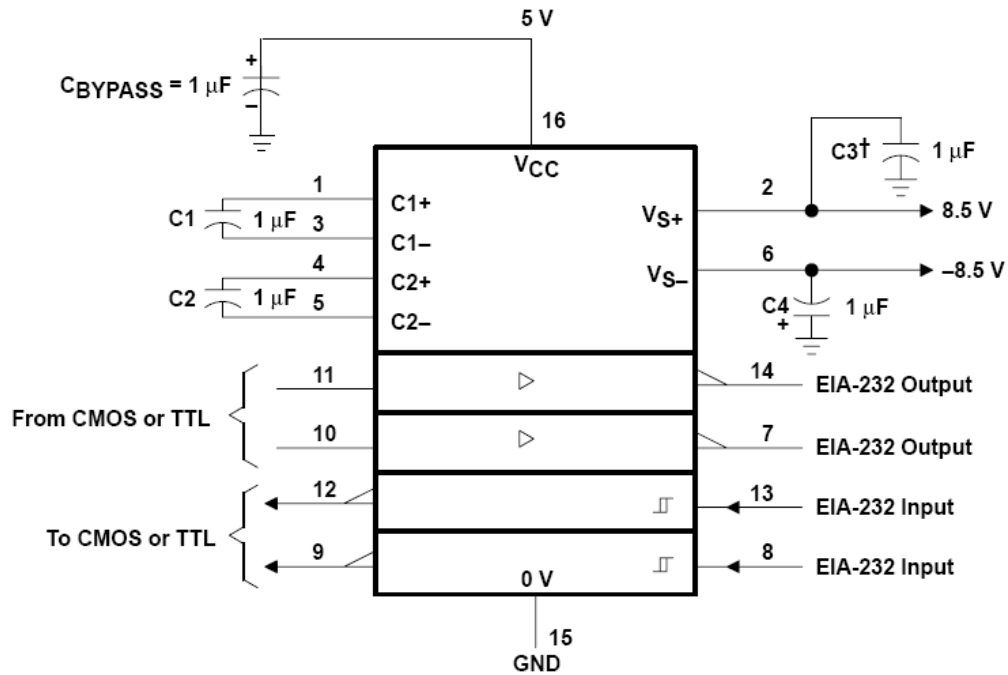 5 V
+
CBYPASS = 1 μF
–
16
VCC
C3†
1 μF
1
C1+
2
VS+
8.5 V
C1
1 μF
3
C1–
4
C2+
6
VS–
–8.5 V
C2
1 μF
5
C2–
C4
+
1 μF
11
14
EIA-232 Output
From CMOS or TTL
10
7
EIA-232 Output
12
13
EIA-232 Input
To CMOS or TTL
9
8
EIA-232 Input
0 V
15
GND